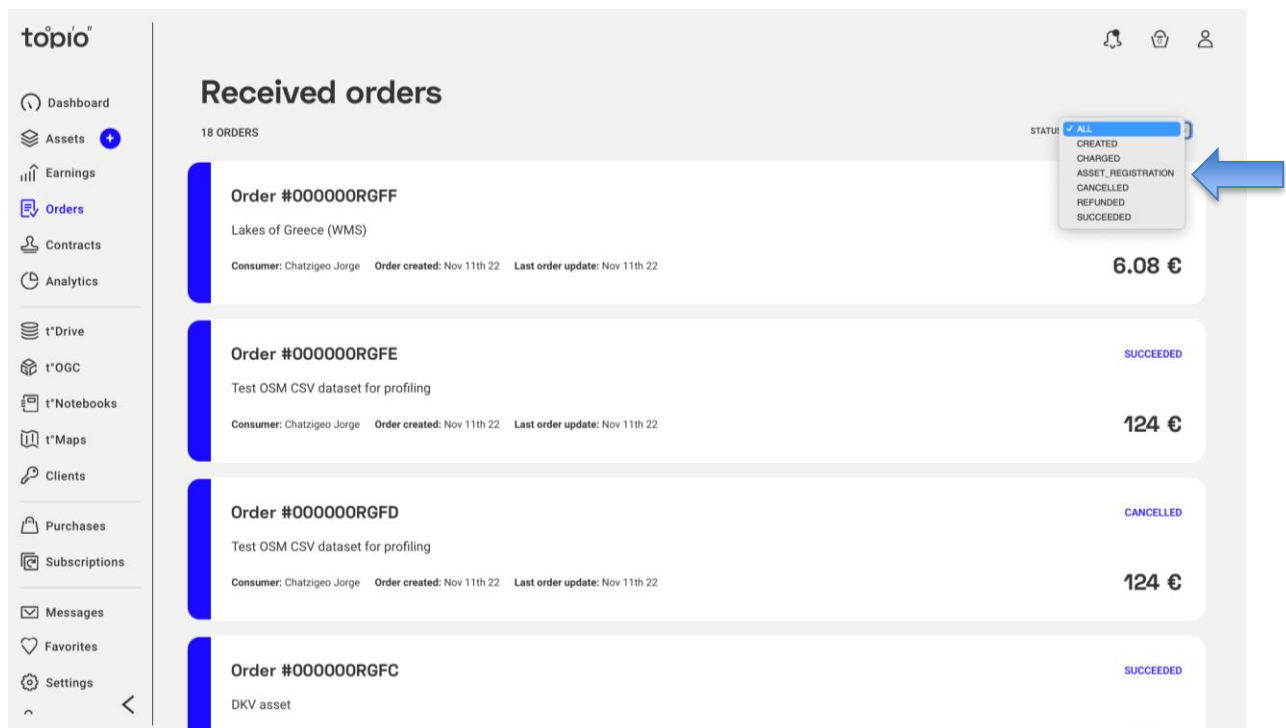 topio"
Dashboard
Assets +
Earnings
Orders
Contracts
Analytics
t"Drive
t"OGC
t"Notebooks
t"Maps
Clients
Purchases
Subscriptions
Messages
Favorites
Settings
0
Received orders
18 ORDERS
STATUS
✓ ALL
CREATED
CHARGED
ASSET_REGISTRATION
CANCELLED
REFUNDED
SUCCEEDED
Order #000000RGFF
Lakes of Greece (WMS)
Consumer: Chatzigeo Jorge Order created: Nov 11th 22 Last order update: Nov 11th 22
6.08 €
Order #000000RGFE
SUCCEEDED
Test OSM CSV dataset for profiling
Consumer: Chatzigeo Jorge Order created: Nov 11th 22 Last order update: Nov 11th 22
124 €
Order #000000RGFD
CANCELLED
Test OSM CSV dataset for profiling
Consumer: Chatzigeo Jorge Order created: Nov 11th 22 Last order update: Nov 11th 22
124 €
Order #000000RGFC
SUCCEEDED
DKV asset